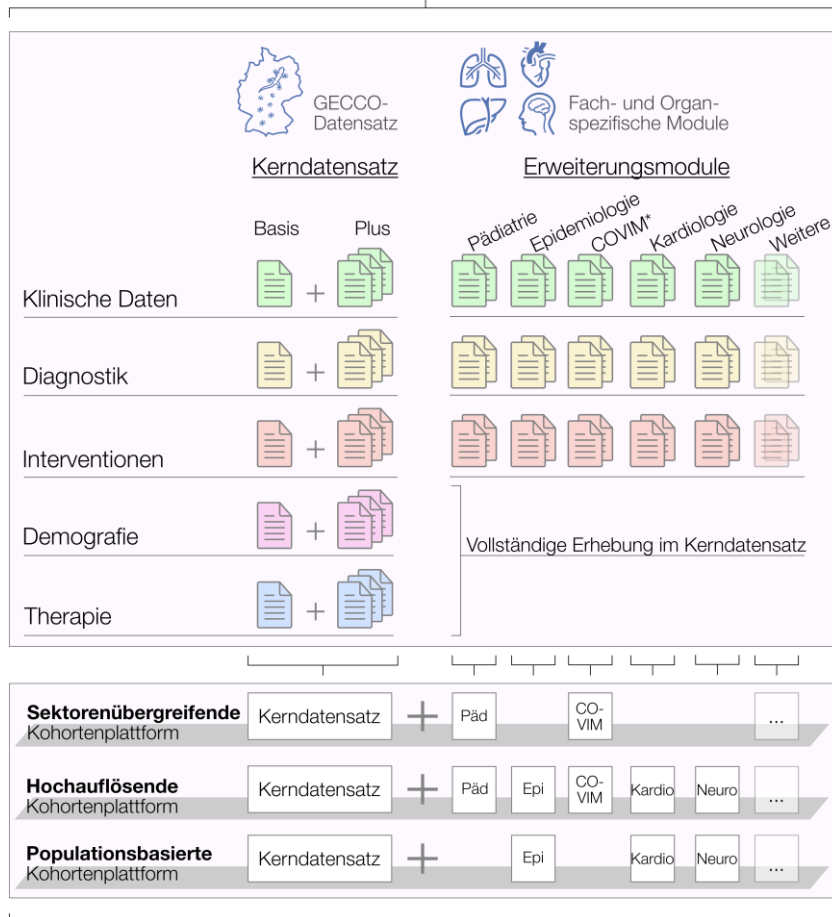 GECCO-
Datensatz
Fach- und Organ-
spezifische Module
Kerndatensatz
Erweiterungsmodule
Basis
Plus
Pädiatrie
Epidemiologie
COVIM*
Kardiologie
Neurologie
Weitere
Klinische Daten
+
Diagnostik
+
Interventionen
+
Demografie
+
Vollständige Erhebung im Kerndatensatz
Therapie
+
Sektorenübergreifende
Kohortenplattform
Kerndatensatz + Päd
CO-
VIM
...
Hochauflösende
Kohortenplattform
Kerndatensatz + Päd Epi
CO-
VIM
Kardio Neuro ...
Populationsbasierte
Kohortenplattform
Kerndatensatz + Epi Kardio Neuro ...